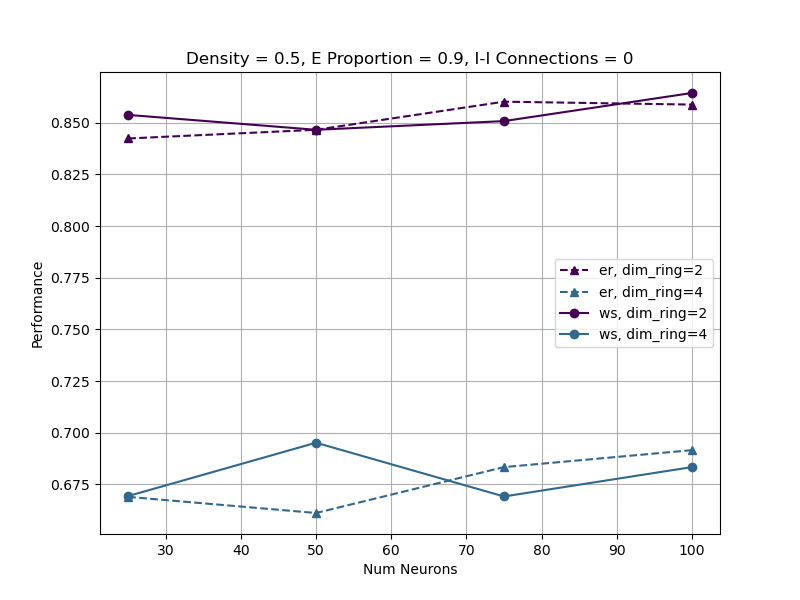 Density = 0.5, E Proportion = 0.9, I-I Connections = 0
Performance
0.850
0.825
0.800
0.775
0.750
0.725
0.700
0.675
er, dim_ring=2
er, dim_ring=4
ws, dim_ring=2
ws, dim_ring=4
30 40 50 60 70 80 90 100
Num Neurons